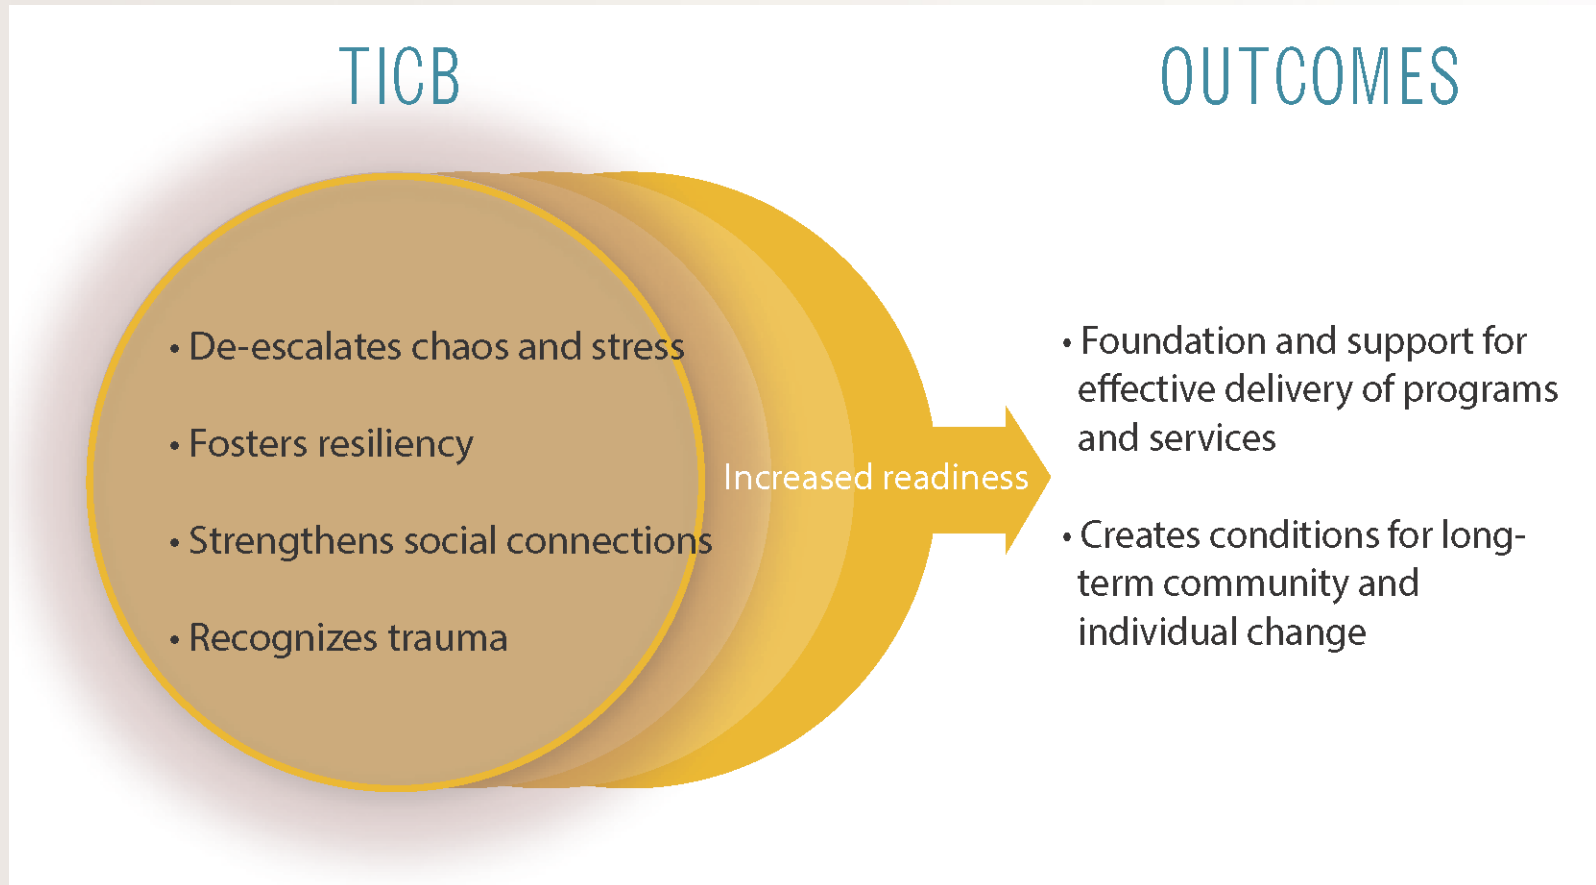 TICB
• De-escalates chaos and stress
• Fosters resiliency
• Strengthens social connections
• Recognizes trauma
Increased readiness
OUTCOMES
• Foundation and support for
effective delivery of programs
and services
• Creates conditions for long-
term community and
individual change